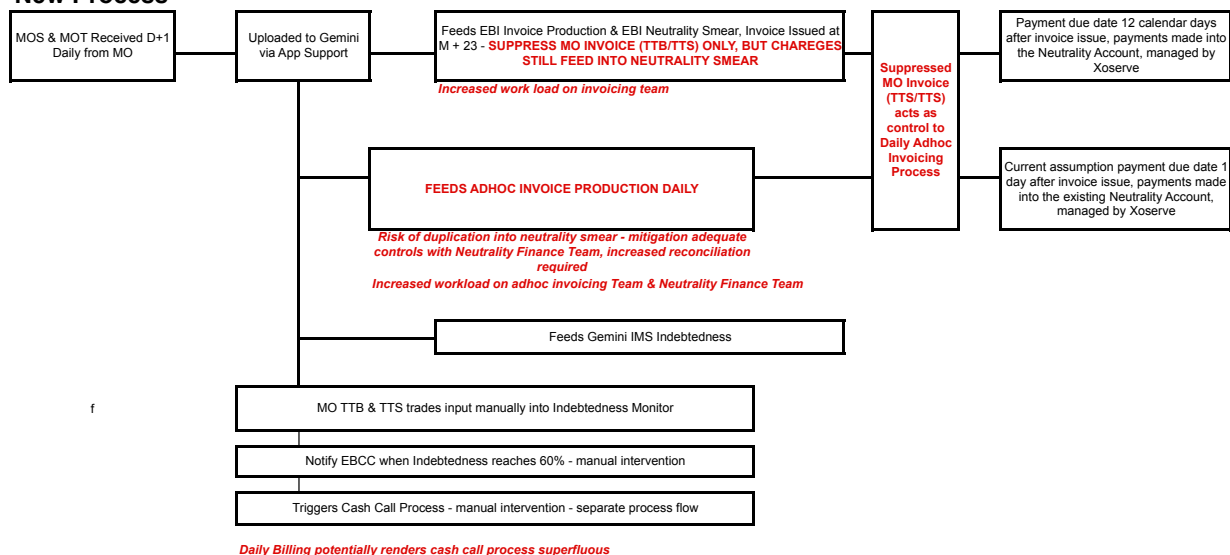 New Process
MOS & MOT Received D+1
Daily from MO
Uploaded to Gemini
via App Support
Feeds EBI Invoice Production & EBI Neutrality Smear, Invoice Issued at
M + 23 - SUPPRESS MO INVOICE (TTB/TTS) ONLY, BUT CHAREGES
STILL FEED INTO NEUTRALITY SMEAR
Increased work load on invoicing team
Suppressed
MO Invoice
(TTS/TTS)
acts as
control to
Daily Adhoc
Invoicing
Process
Payment due date 12 calendar days
after invoice issue, payments made into
the Neutrality Account, managed by
Xoserve
FEEDS ADHOC INVOICE PRODUCTION DAILY
Current assumption payment due date 1
day after invoice issue, payments made
into the existing Neutrality Account,
managed by Xoserve
Risk of duplication into neutrality smear - mitigation adequate
controls with Neutrality Finance Team, increased reconciliation
required
Increased workload on adhoc invoicing Team & Neutrality Finance Team
Feeds Gemini IMS Indebtedness
f
MO TTB & TTS trades input manually into Indebtedness Monitor
Notify EBCC when Indebtedness reaches 60% - manual intervention
Triggers Cash Call Process - manual intervention - separate process flow
Daily Billing potentially renders cash call process superfluous